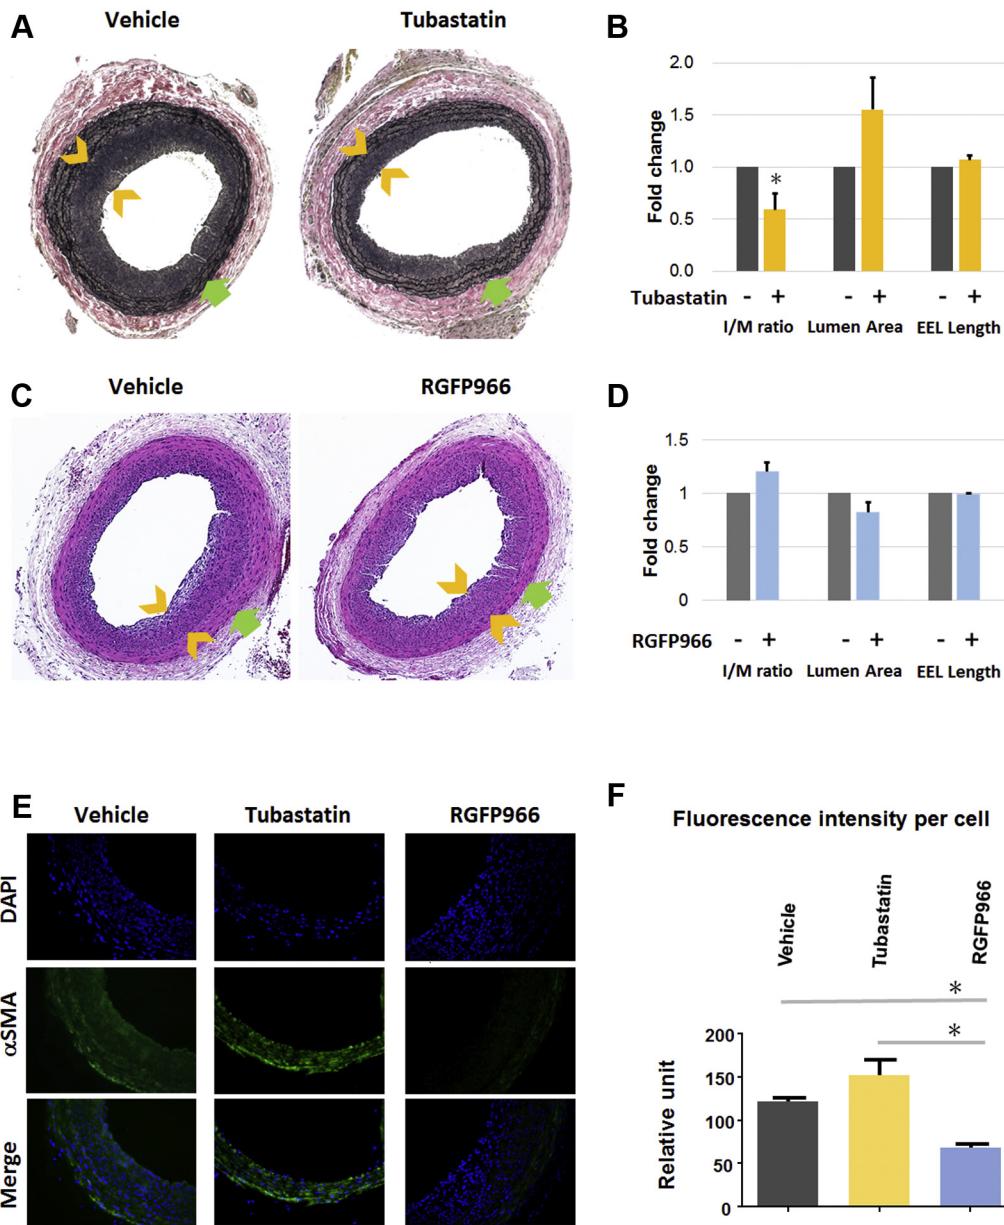 A Vehicle Tubastatin
B
2.0
1.5
1.0
0.5
0.0
Fold change
*
Tubastatin - + - + - +
I/M ratio Lumen Area EEL Length
C Vehicle RGFP966
D
1.5
1
0.5
0
Fold change
RGFP966 - + - + - +
I/M ratio Lumen Area EEL Length
E Vehicle Tubastatin RGFP966
DAPI
αSMA
Merge
F
Fluorescence intensity per cell
Vehicle
Tubastatin
RGFP966
*
*
200
150
100
50
0
Relative unit